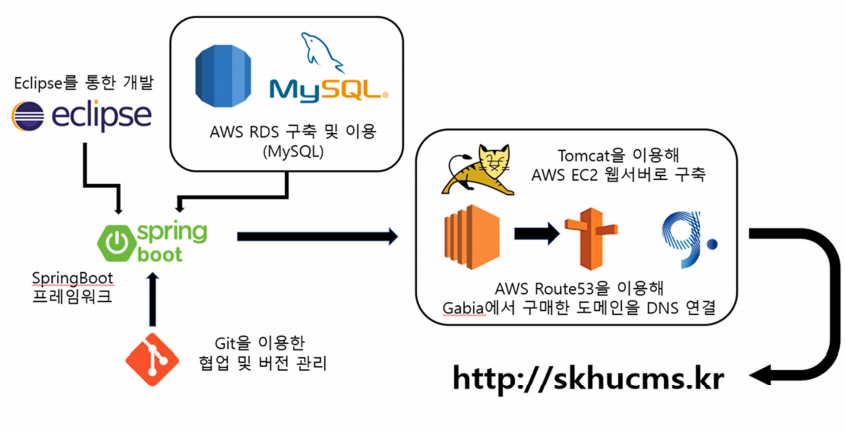 Eclipse를 통한 개발
eclipse
MySQL®
AWS RDS 구축 및 이용
(MySQL)
spring
boot
SpringBoot
프레임워크
Git을 이용한
협업 및 버전 관리
Tomcat을 이용해
AWS EC2 웹서버로 구축
g.
AWS Route53을 이용해
Gabia에서 구매한 도메인을 DNS 연결
http://skhucms.kr